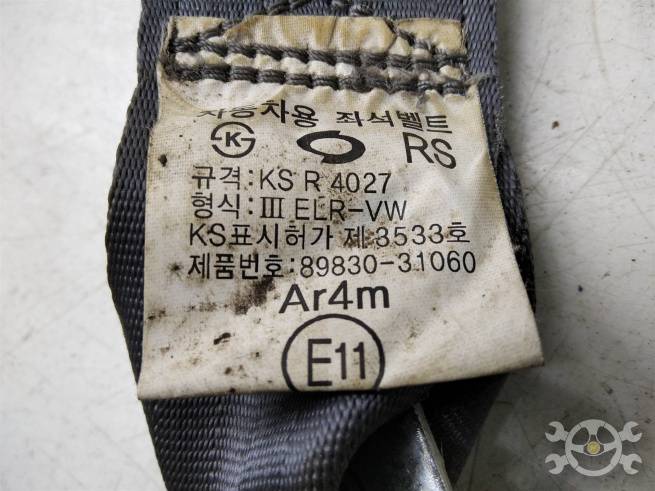 자동차용 좌석벨트
K RS
규격:KS R 4027
형식:Ⅲ ELR-VW
KS표시허가 제 3533호
제품번호:89830-31060
Ar4m
E11